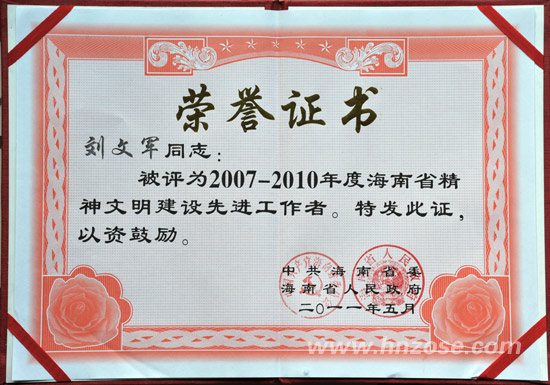 荣誉证书
刘文军同志：
被评为2007-2010年度海南省精
神文明建设先进工作者。特发此证，
以资鼓励。
中共海南省委
海南省人民政府
二〇一一年五月
www.hnzose.com